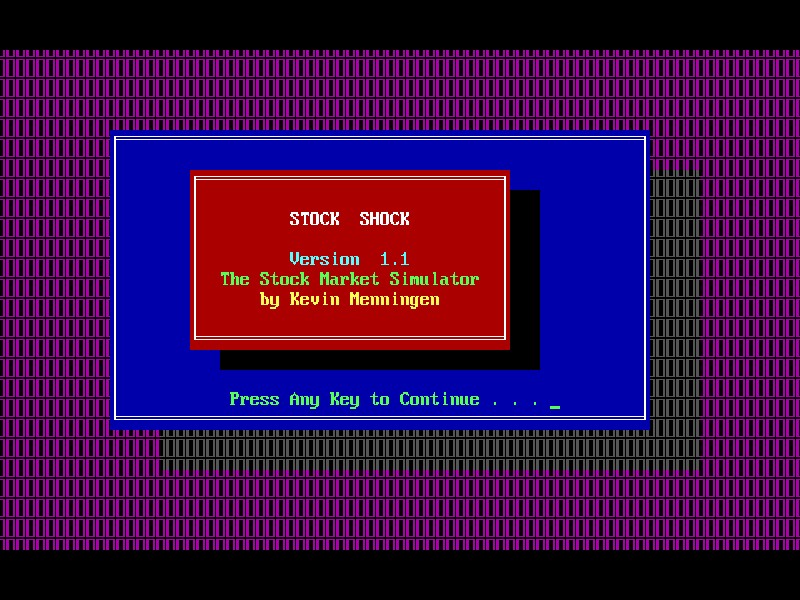 STOCK  SHOCK
Version  1.1
The Stock Market Simulator
by Kevin Menningen
Press Any Key to Continue . . . _